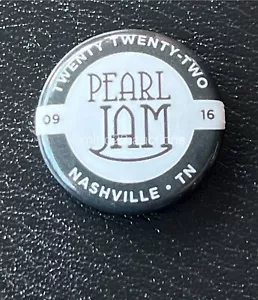 TWENTY TWENTY-TWO
PEARL
JAM
09 16
NASHVILLE • TN